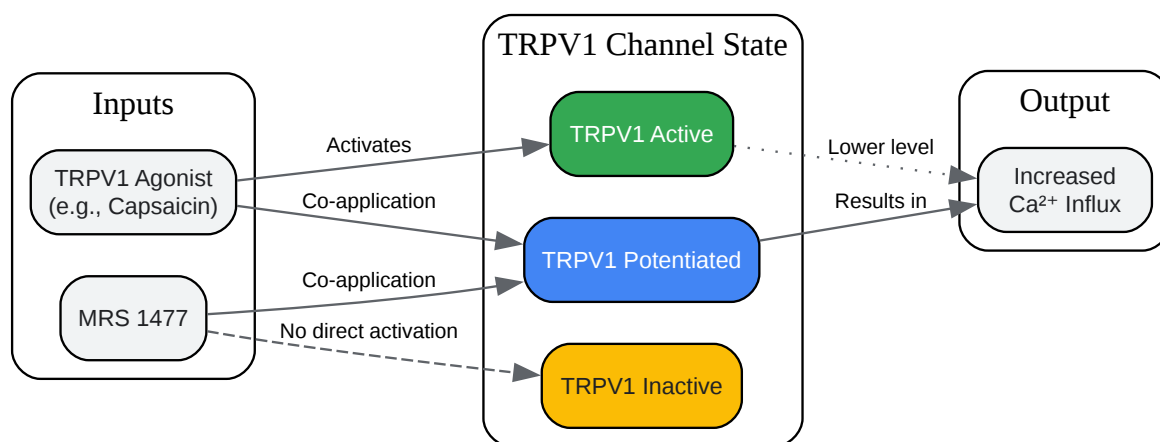 Inputs
TRPV1 Agonist
(e.g., Capsaicin)
MRS 1477
Activates
Co-application
Co-application
No direct activation
TRPV1 Channel State
TRPV1 Active
TRPV1 Potentiated
TRPV1 Inactive
Lower level
Results in
Output
Increased
Ca²⁺ Influx